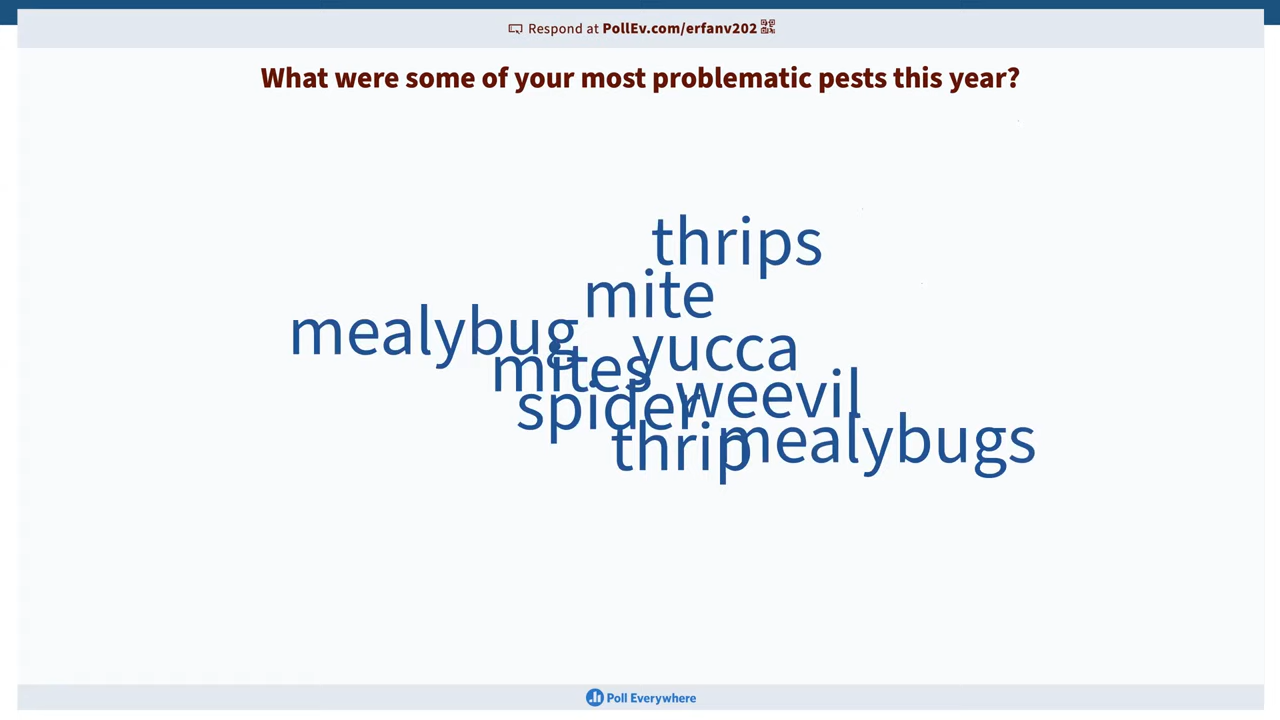 Respond at PollEv.com/erfanv202
What were some of your most problematic pests this year?
thrips
mite
mealybug
yucca
mites
weevil
spider
mealybugs
thrip
Poll Everywhere